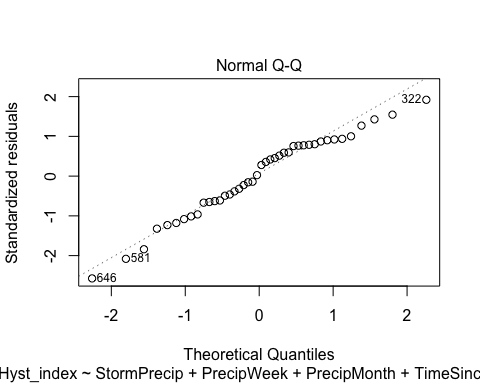 Normal Q-Q
Standardized residuals
2
1
0
-1
-2
322
581
646
-2 -1 0 1 2
Theoretical Quantiles
Hyst_index ~ StormPrecip + PrecipWeek + PrecipMonth + TimeSinc